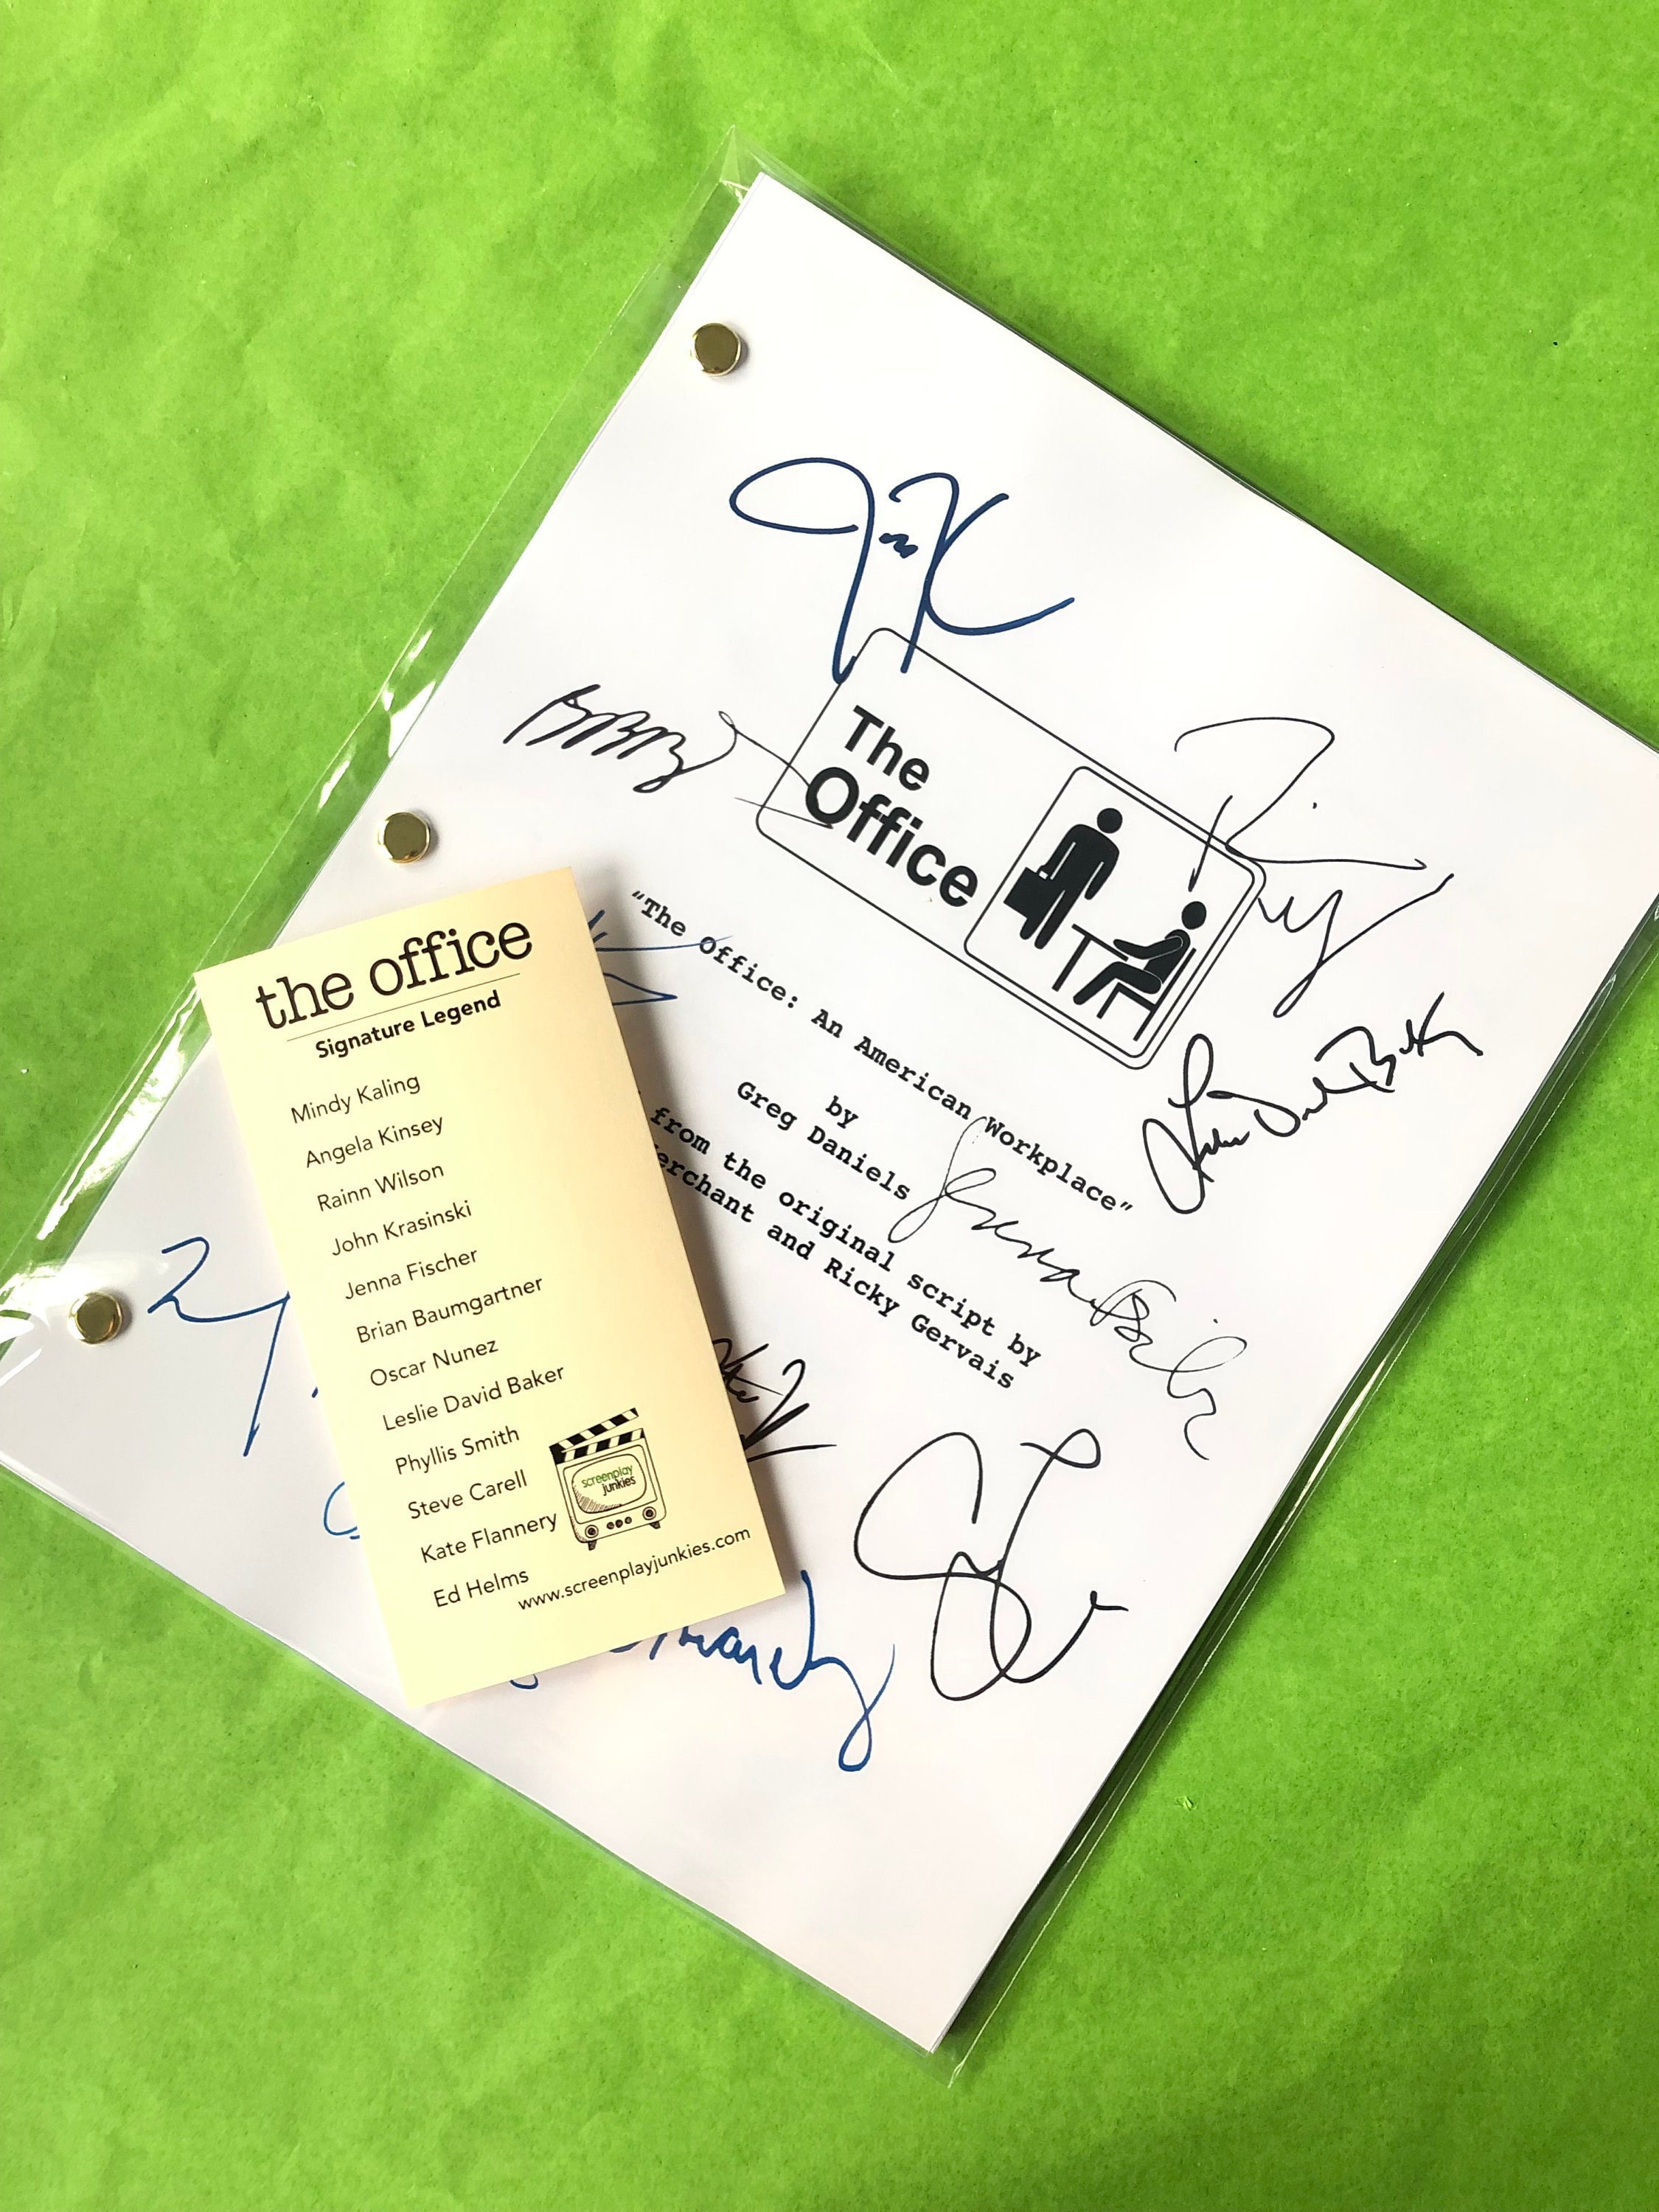 The
Office
"The Office: An American Workplace"
by
Greg Daniels
from the original script by
and Ricky Gervais
the office
Signature Legend
Mindy Kaling
Angela Kinsey
Rainn Wilson
John Krasinski
Jenna Fischer
Brian Baumgartner
Oscar Nunez
Leslie David Baker
Phyllis Smith
Steve Carell
Kate Flannery
Ed Helms
screenplay
junkies
www.screenplayjunkies.com